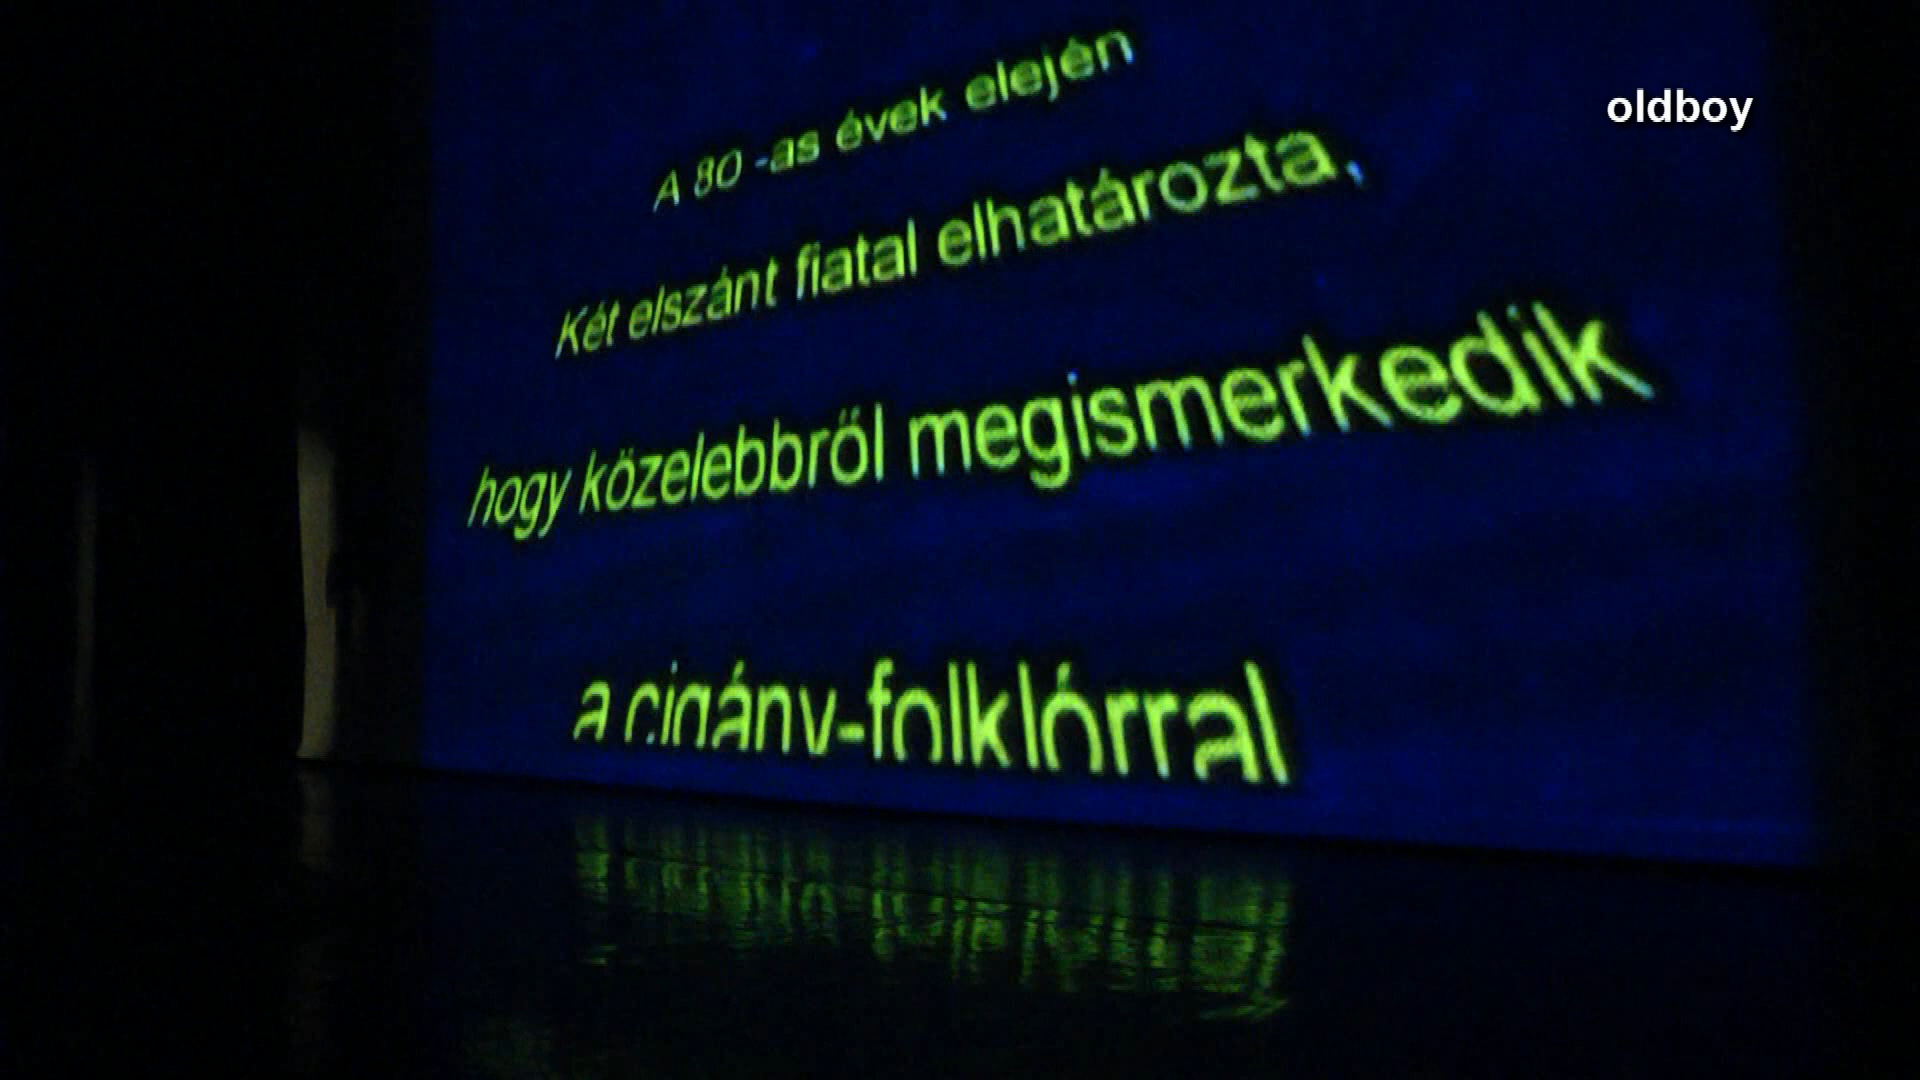 oldboy
A 80 -as évek elején
Két elszánt fiatal elhatározta,
hogy közelebbről megismerkedik
a cigány-folklórral